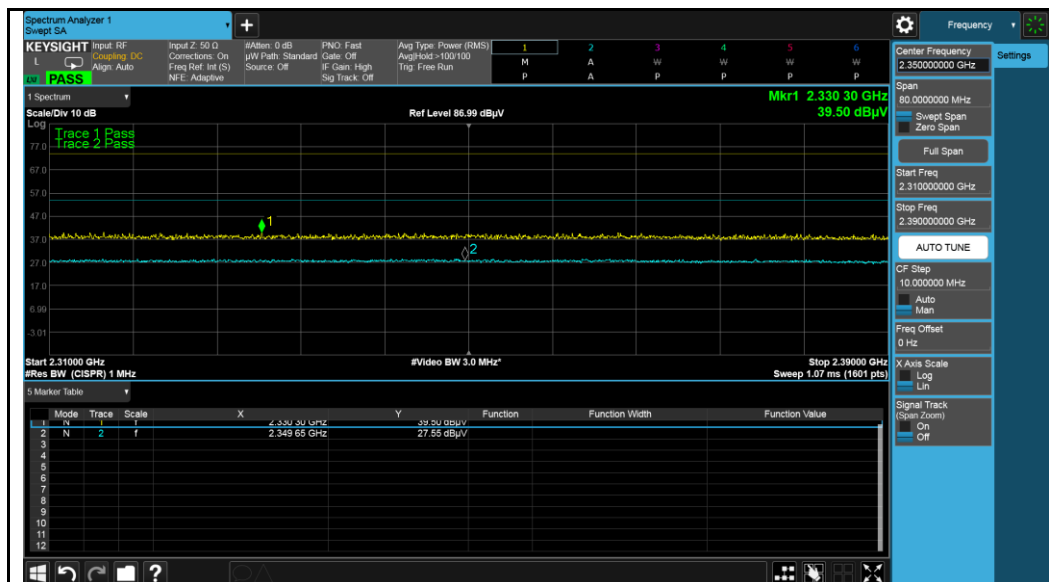 Spectrum Analyzer 1
Swept SA
+
Frequency
KEYSIGHT
L
PASS
Input: RF
Coupling: DC
Align: Auto
Input Z: 50 Ω
Corrections: On
Freq Ref: Int (S)
NFE: Adaptive
#Atten: 0 dB
µW Path: Standard
Source: Off
PNO: Fast
Gate: Off
IF Gain: High
Sig Track: Off
Avg Type: Power (RMS)
Avg|Hold >100/100
Trig: Free Run
1 2 3 4 5 6
M A W W W W
P A P P P P
Center Frequency
2.350000000 GHz
Settings
Span
80.0000000 MHz
Swept Span
Zero Span
Full Span
Start Freq
2.310000000 GHz
Stop Freq
2.390000000 GHz
AUTO TUNE
CF Step
10.000000 MHz
Auto
Man
Freq Offset
0 Hz
X Axis Scale
Log
Lin
Signal Track
(Span Zoom)
On
Off
1 Spectrum
Scale/Div 10 dB
Log
Ref Level 86.99 dBµV
Mkr1 2.330 30 GHz
39.50 dBµV
Trace 1 Pass
Trace 2 Pass
77.0
67.0
57.0
47.0
37.0
27.0
17.0
6.99
-3.01
1
2
Start 2.31000 GHz
#Res BW (CISPR) 1 MHz
#Video BW 3.0 MHz*
Stop 2.39000 GHz
Sweep 1.07 ms (1601 pts)
5 Marker Table
Mode Trace Scale X Y Function Function Width Function Value
1 N 1 f 2.330 30 GHz 39.50 dBµV
2 N 2 f 2.349 65 GHz 27.55 dBµV
3
4
5
6
7
8
9
10
11
12
?